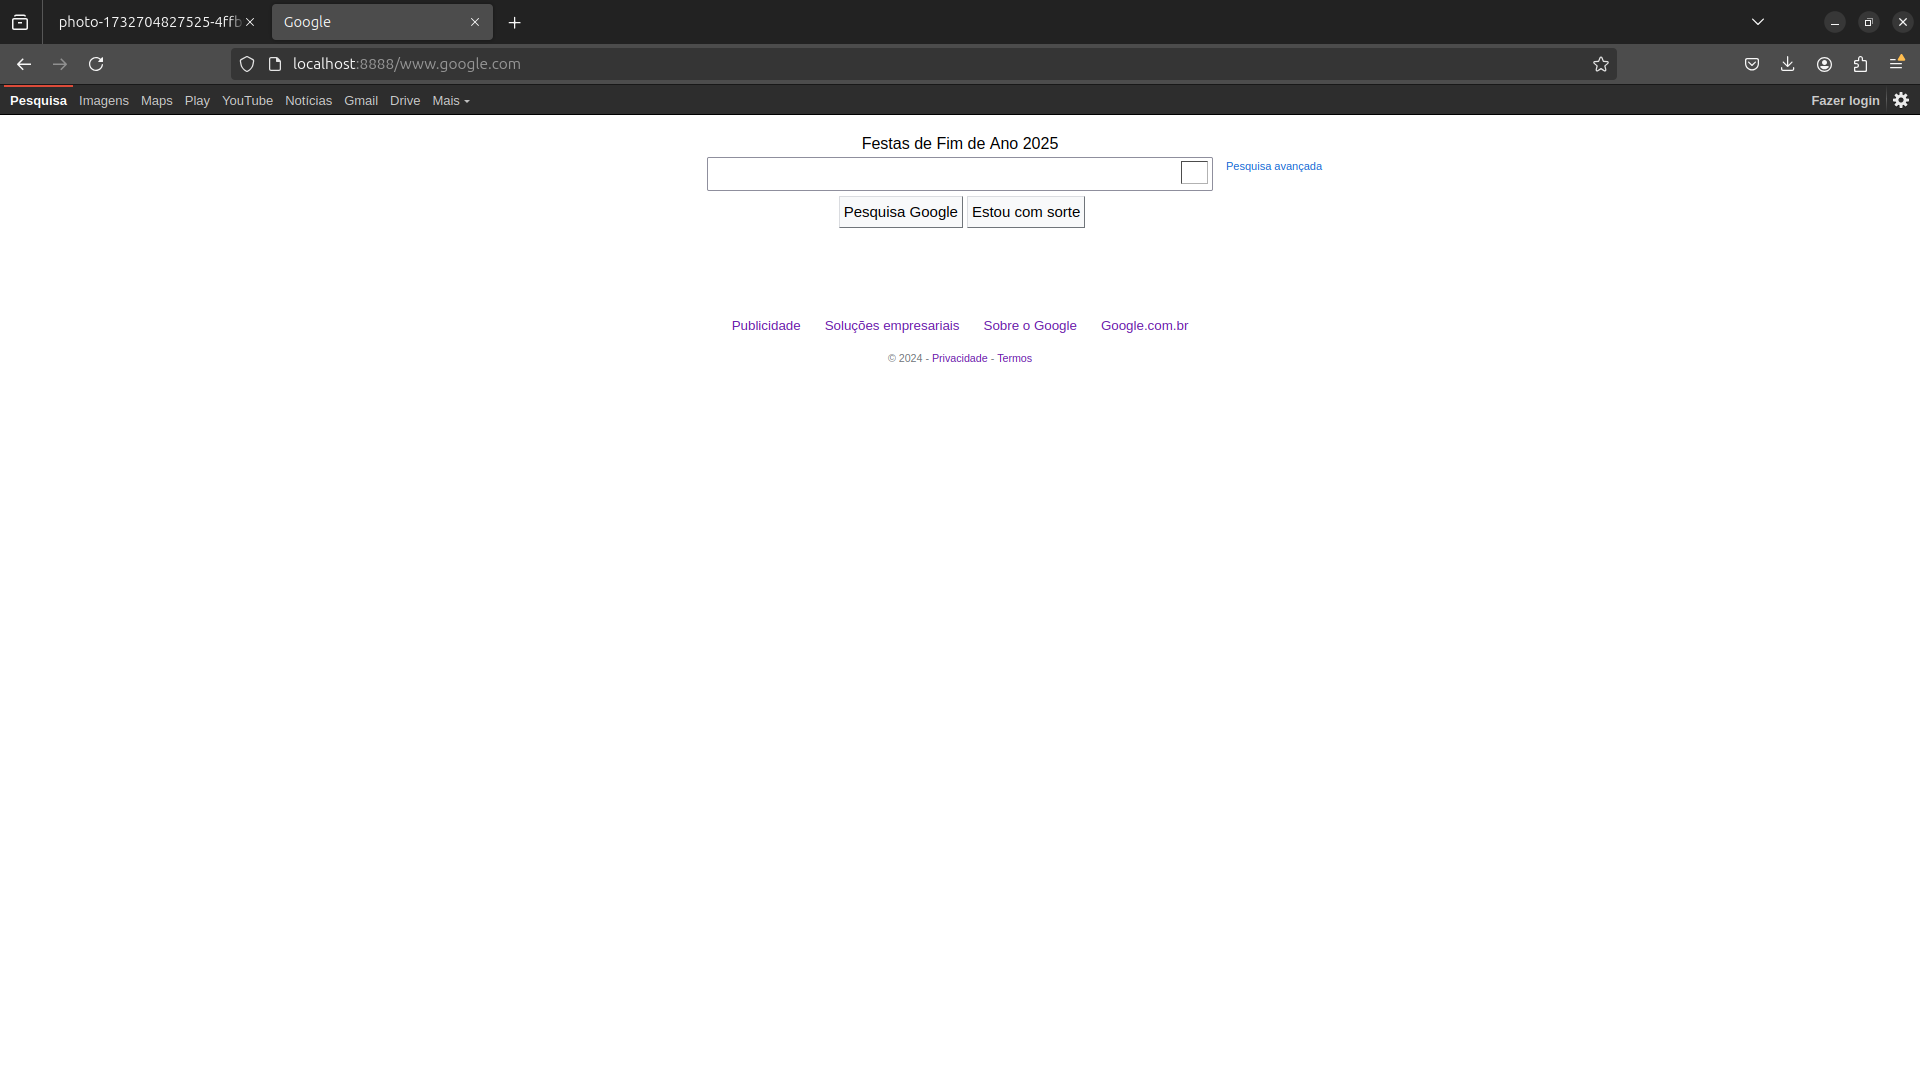 photo-1732704827525-4ffb
Google
localhost:8888/www.google.com
Pesquisa Imagens Maps Play YouTube Notícias Gmail Drive Mais
Fazer login
Festas de Fim de Ano 2025
Pesquisa avançada
Pesquisa Google Estou com sorte
Publicidade Soluções empresariais Sobre o Google Google.com.br
© 2024 - Privacidade - Termos